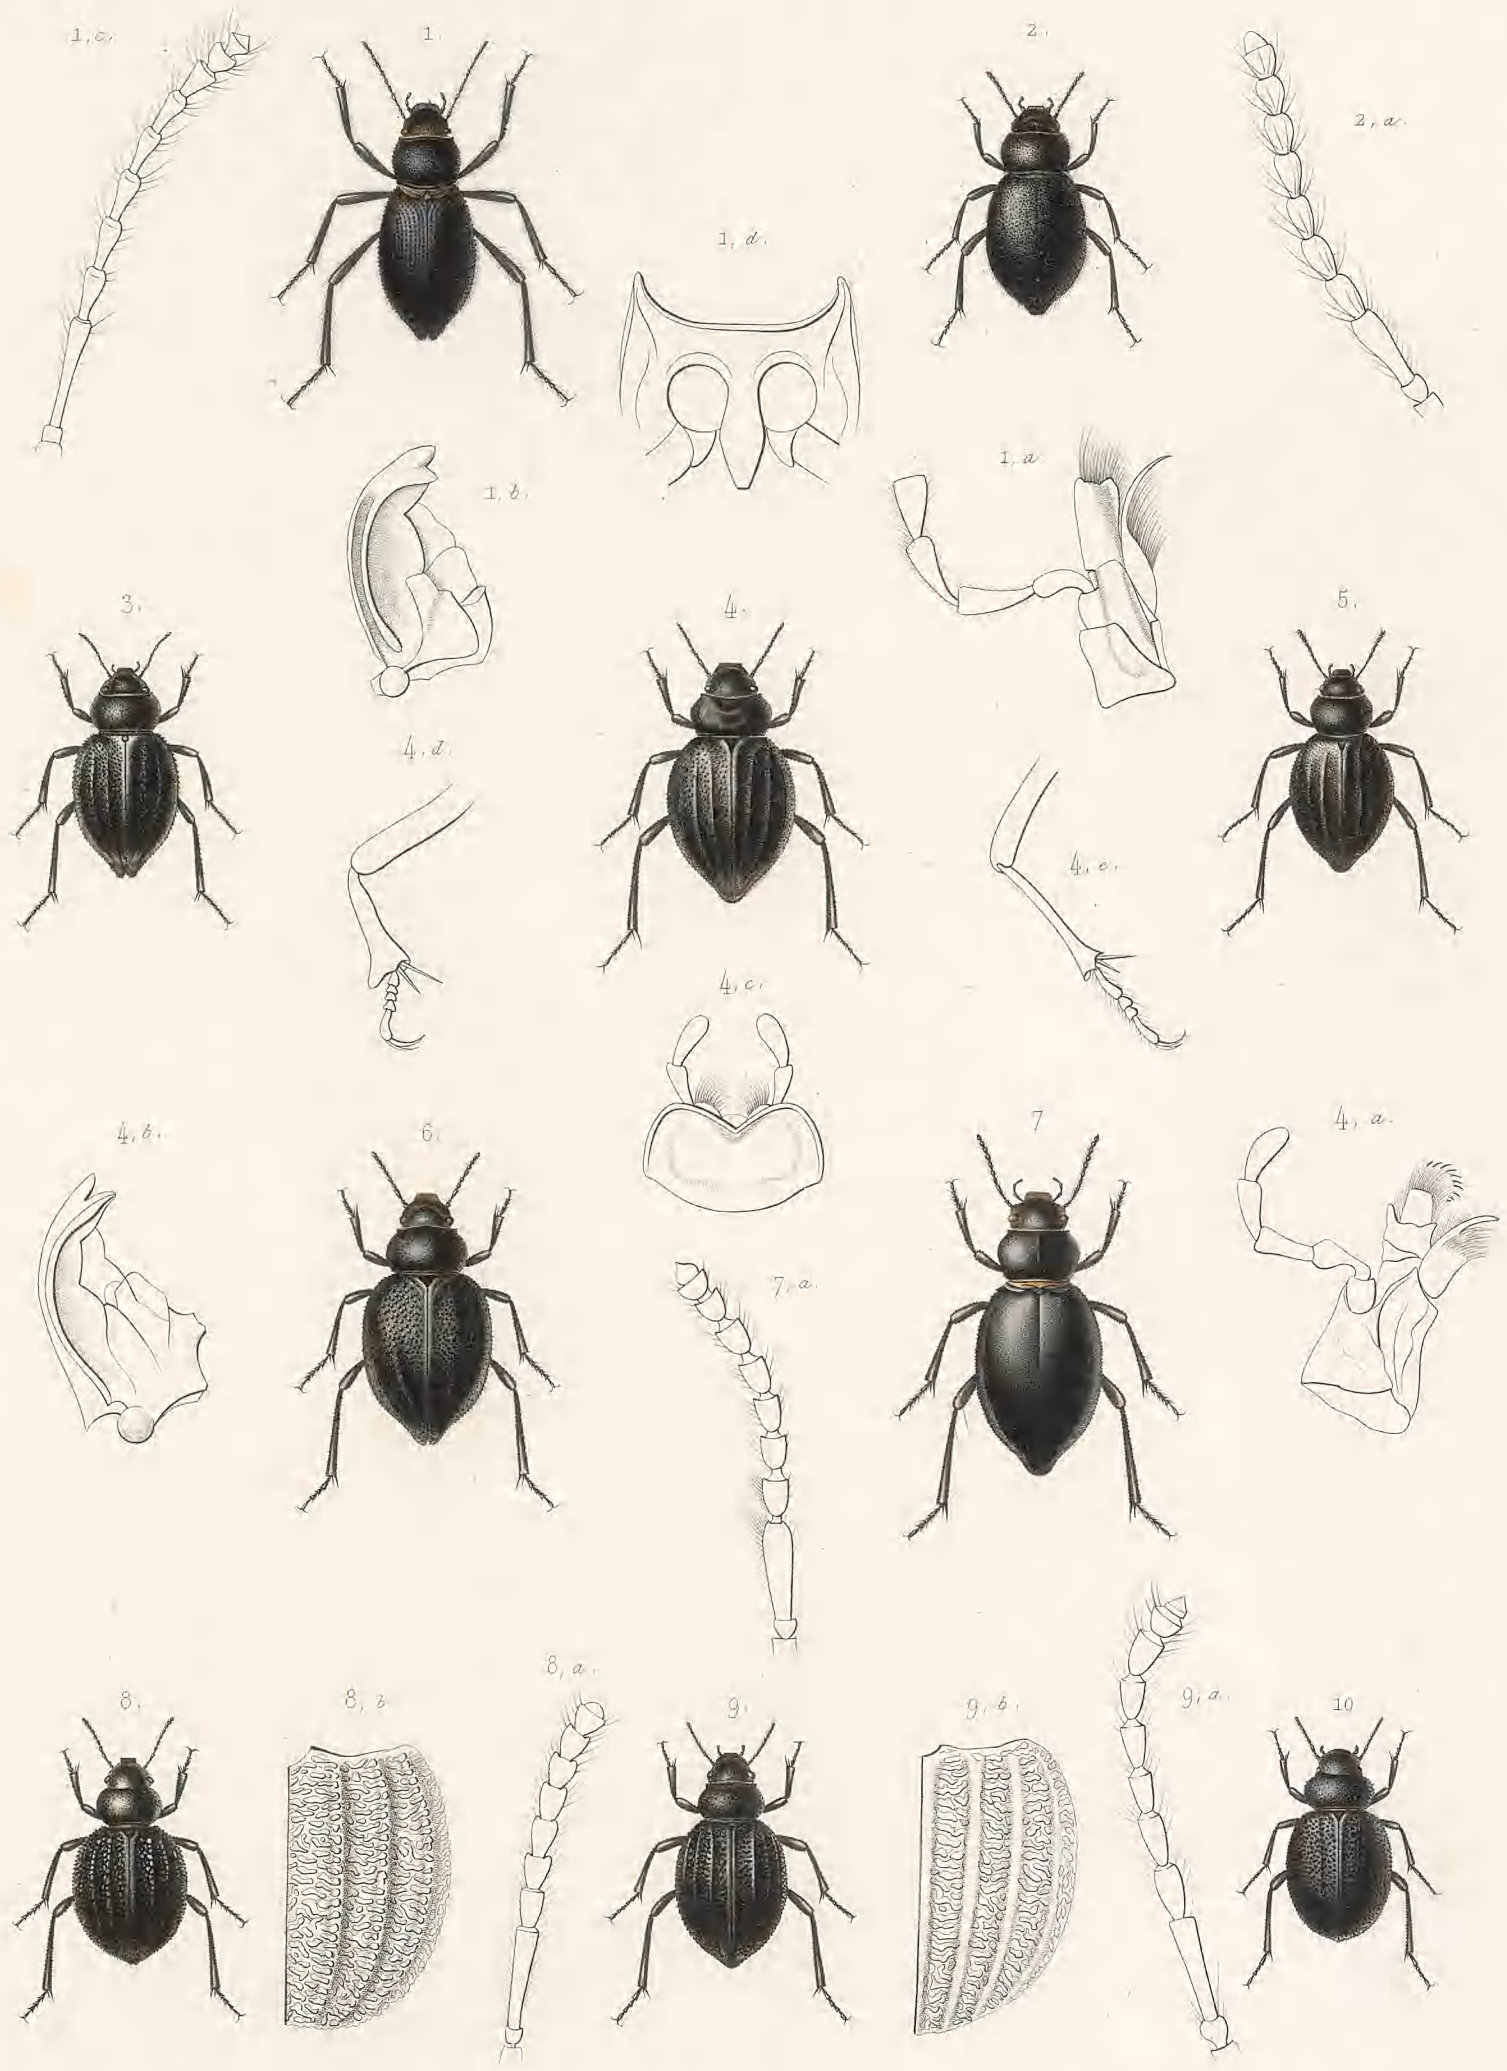 1, c.
1.
2.
2, a.
1, d.
1, a
1, b.
3.
4.
5.
4, d.
4, e.
4, c.
4, b.
6.
7
4, a.
7, a.
8, a.
8.
8, b
9.
9, b.
9, a.
10